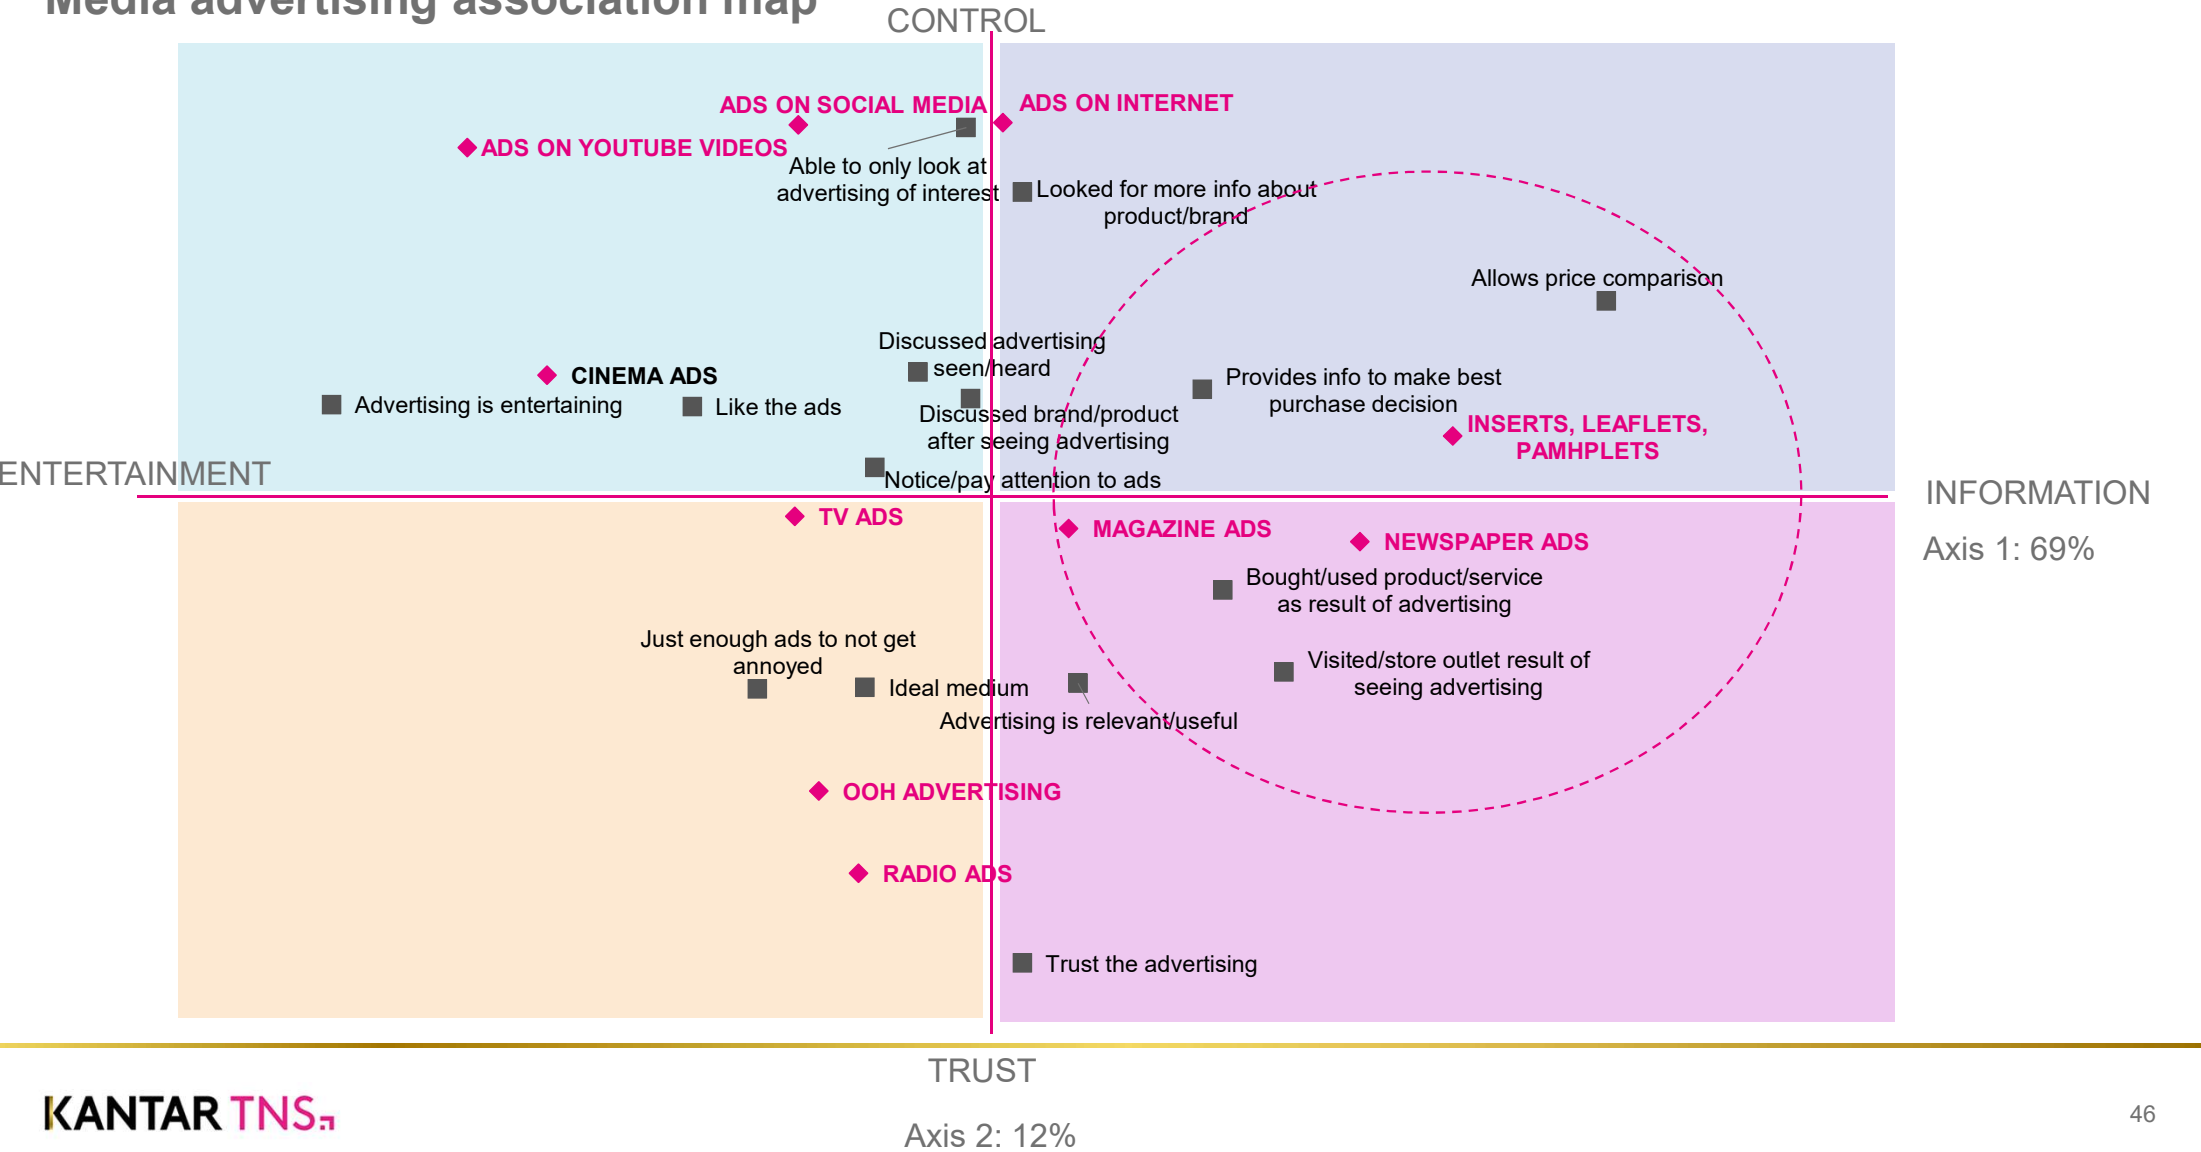 Media advertising association map
CONTROL
ADS ON SOCIAL MEDIA
ADS ON INTERNET
ADS ON YOUTUBE VIDEOS
Able to only look at
advertising of interest
Looked for more info about
product/brand
Allows price comparison
Discussed advertising
seen/heard
CINEMA ADS
Advertising is entertaining
Like the ads
Discussed brand/product
after seeing advertising
Provides info to make best
purchase decision
INSERTS, LEAFLETS,
PAMHPLETS
ENTERTAINMENT
Notice/pay attention to ads
INFORMATION
Axis 1: 69%
TV ADS
MAGAZINE ADS
NEWSPAPER ADS
Bought/used product/service
as result of advertising
Just enough ads to not get
annoyed
Ideal medium
Visited/store outlet result of
seeing advertising
Advertising is relevant/useful
OOH ADVERTISING
RADIO ADS
Trust the advertising
TRUST
Axis 2: 12%
KANTAR TNS
46